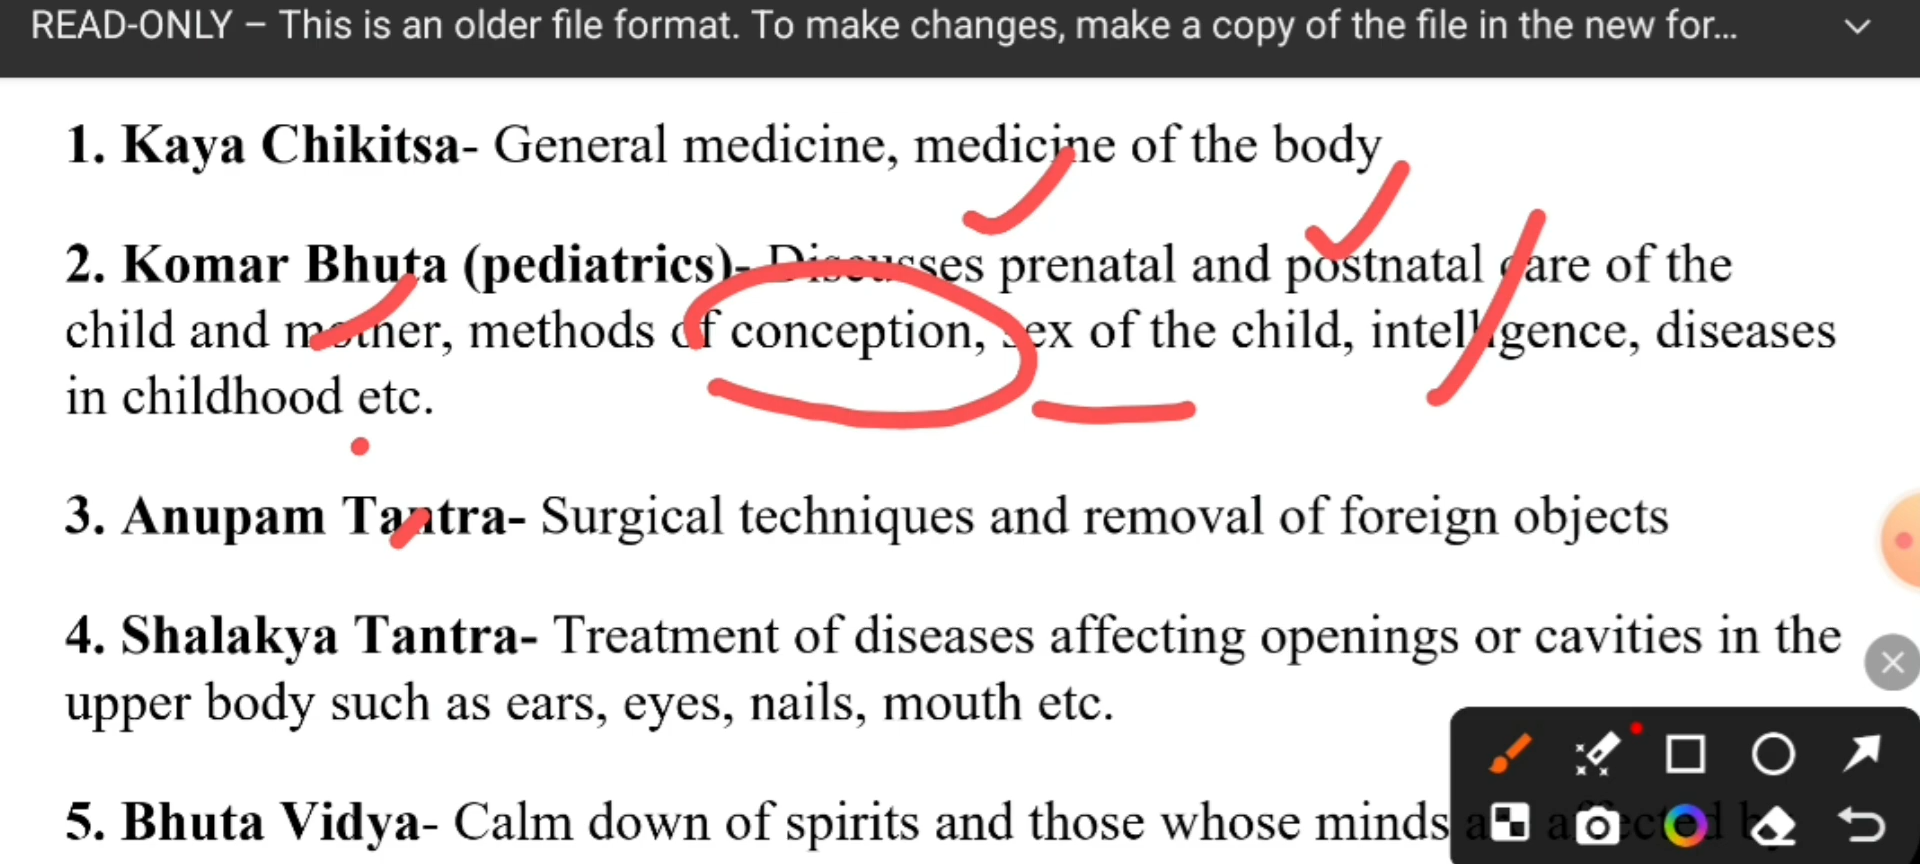 READ-ONLY – This is an older file format. To make changes, make a copy of the file in the new for...
1. Kaya Chikitsa- General medicine, medicine of the body
2. Komar Bhuta (pediatrics)- Discusses prenatal and postnatal care of the
child and mother, methods of conception, sex of the child, intelligence, diseases
in childhood etc.
3. Anupam Tantra- Surgical techniques and removal of foreign objects
4. Shalakya Tantra- Treatment of diseases affecting openings or cavities in the
upper body such as ears, eyes, nails, mouth etc.
5. Bhuta Vidya- Calm down of spirits and those whose minds